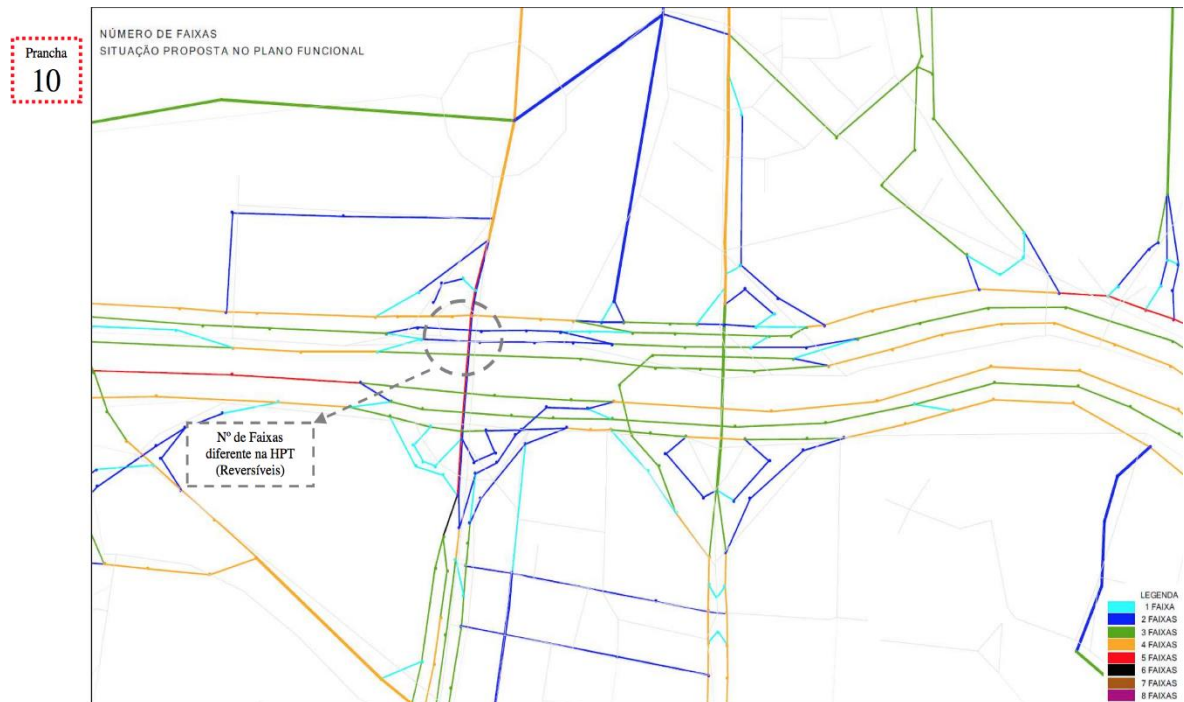 Prancha
10
NÚMERO DE FAIXAS
SITUAÇÃO PROPOSTA NO PLANO FUNCIONAL
Nº de Faixas
diferente na HPT
(Reversíveis)
LEGENDA
1 FAIXA
2 FAIXAS
3 FAIXAS
4 FAIXAS
5 FAIXAS
6 FAIXAS
7 FAIXAS
8 FAIXAS